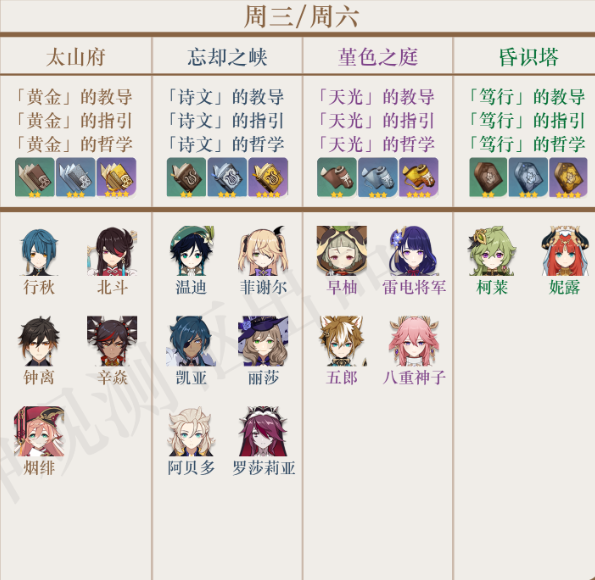 周三/周六
太山府
忘却之峡
堇色之庭
昏识塔
「黄金」的教导
「黄金」的指引
「黄金」的哲学
「诗文」的教导
「诗文」的指引
「诗文」的哲学
「天光」的教导
「天光」的指引
「天光」的哲学
「笃行」的教导
「笃行」的指引
「笃行」的哲学
行秋
北斗
温迪
菲谢尔
早柚
雷电将军
柯莱
妮露
钟离
辛焱
凯亚
丽莎
五郎
八重神子
烟绯
阿贝多
罗莎莉亚